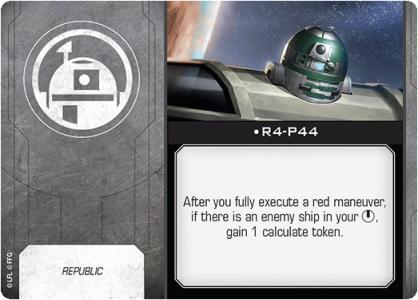 • R4-P44
After you fully execute a red maneuver,
if there is an enemy ship in your ,
gain 1 calculate token.
REPUBLIC
© LFL © FFG